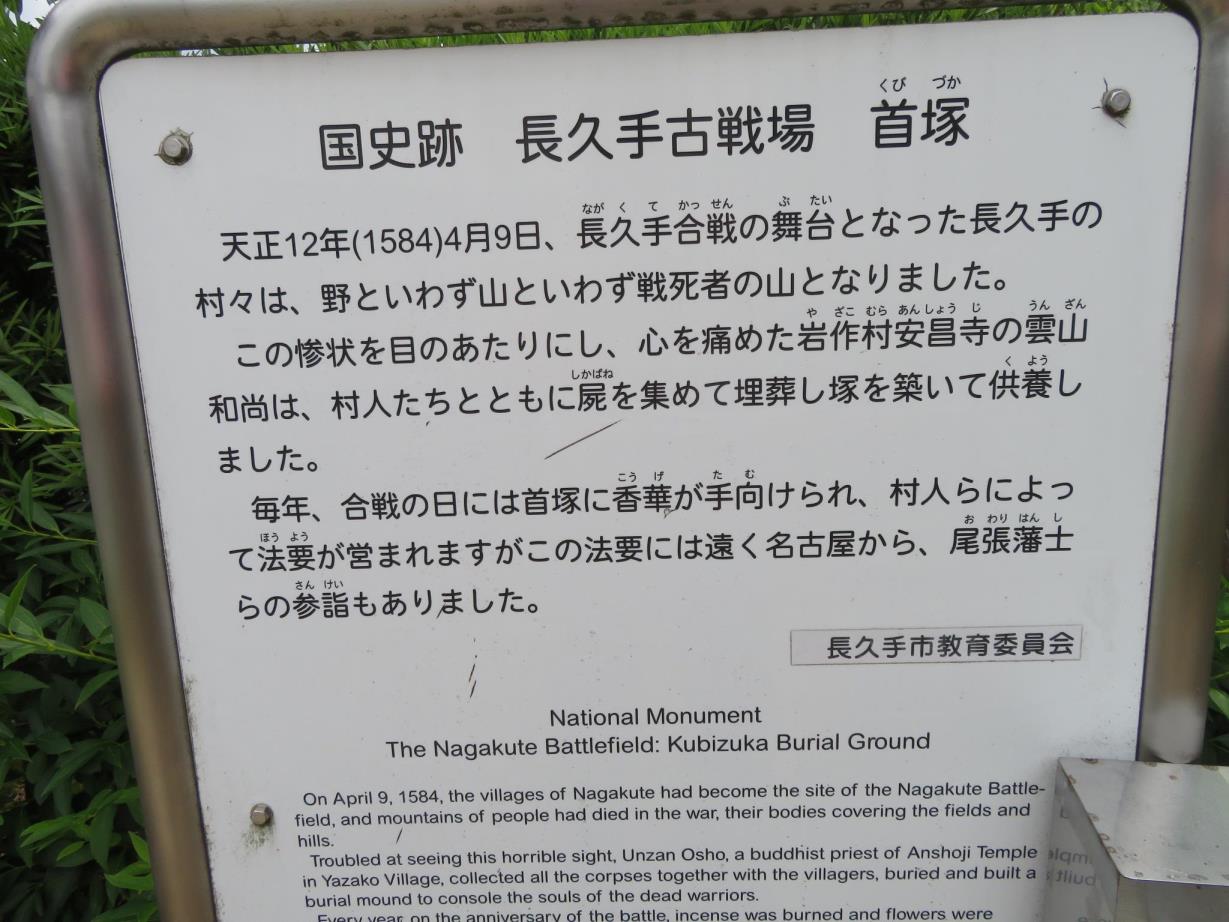 くび づか
国史跡 長久手古戦場 首塚
なが く て かっ せん ぶ たい
天正12年(1584)4月9日、長久手合戦の舞台となった長久手の
村々は、野といわず山といわず戦死者の山となりました。
や ざこ むら あん しょう じ うん ざん
この惨状を目のあたりにし、心を痛めた岩作村安昌寺の雲山
しかばね く よう
和尚は、村人たちとともに屍を集めて埋葬し塚を築いて供養し
ました。
こう げ た む
毎年、合戦の日には首塚に香華が手向けられ、村人らによっ
ほう よう お わり はん し
て法要が営まれますがこの法要には遠く名古屋から、尾張藩士
さん けい
らの参詣もありました。
長久手市教育委員会
National Monument
The Nagakute Battlefield: Kubizuka Burial Ground
On April 9, 1584, the villages of Nagakute had become the site of the Nagakute Battle-
field, and mountains of people had died in the war, their bodies covering the fields and
hills.
Troubled at seeing this horrible sight, Unzan Osho, a buddhist priest of Anshoji Temple
in Yazako Village, collected all the corpses together with the villagers, buried and built a
burial mound to console the souls of the dead warriors.
Every year, on the anniversary of the battle, incense was burned and flowers were